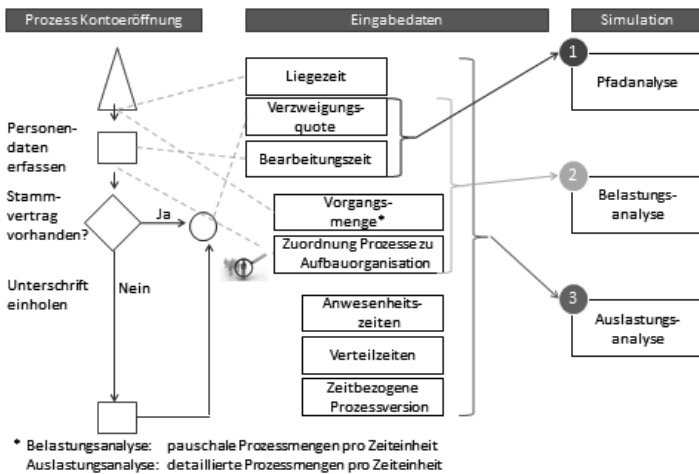 Prozess Kontoeröffnung
Eingabedaten
Simulation
Personen-
daten
erfassen
Stamm-
vertrag
vorhanden?
Ja
Unterschrift
einholen
Nein
Liegezeit
Verzweigungs-
quote
Bearbeitungszeit
Vorgangs-
menge*
Zuordnung Prozesse zu
Aufbauorganisation
Anwesenheits-
zeiten
Verteilzeiten
Zeitbezogene
Prozessversion
1
Pfadanalyse
2
Belastungs-
analyse
3
Auslastungs-
analyse
* Belastungsanalyse: pauschale Prozessmengen pro Zeiteinheit
Auslastungsanalyse: detaillierte Prozessmengen pro Zeiteinheit